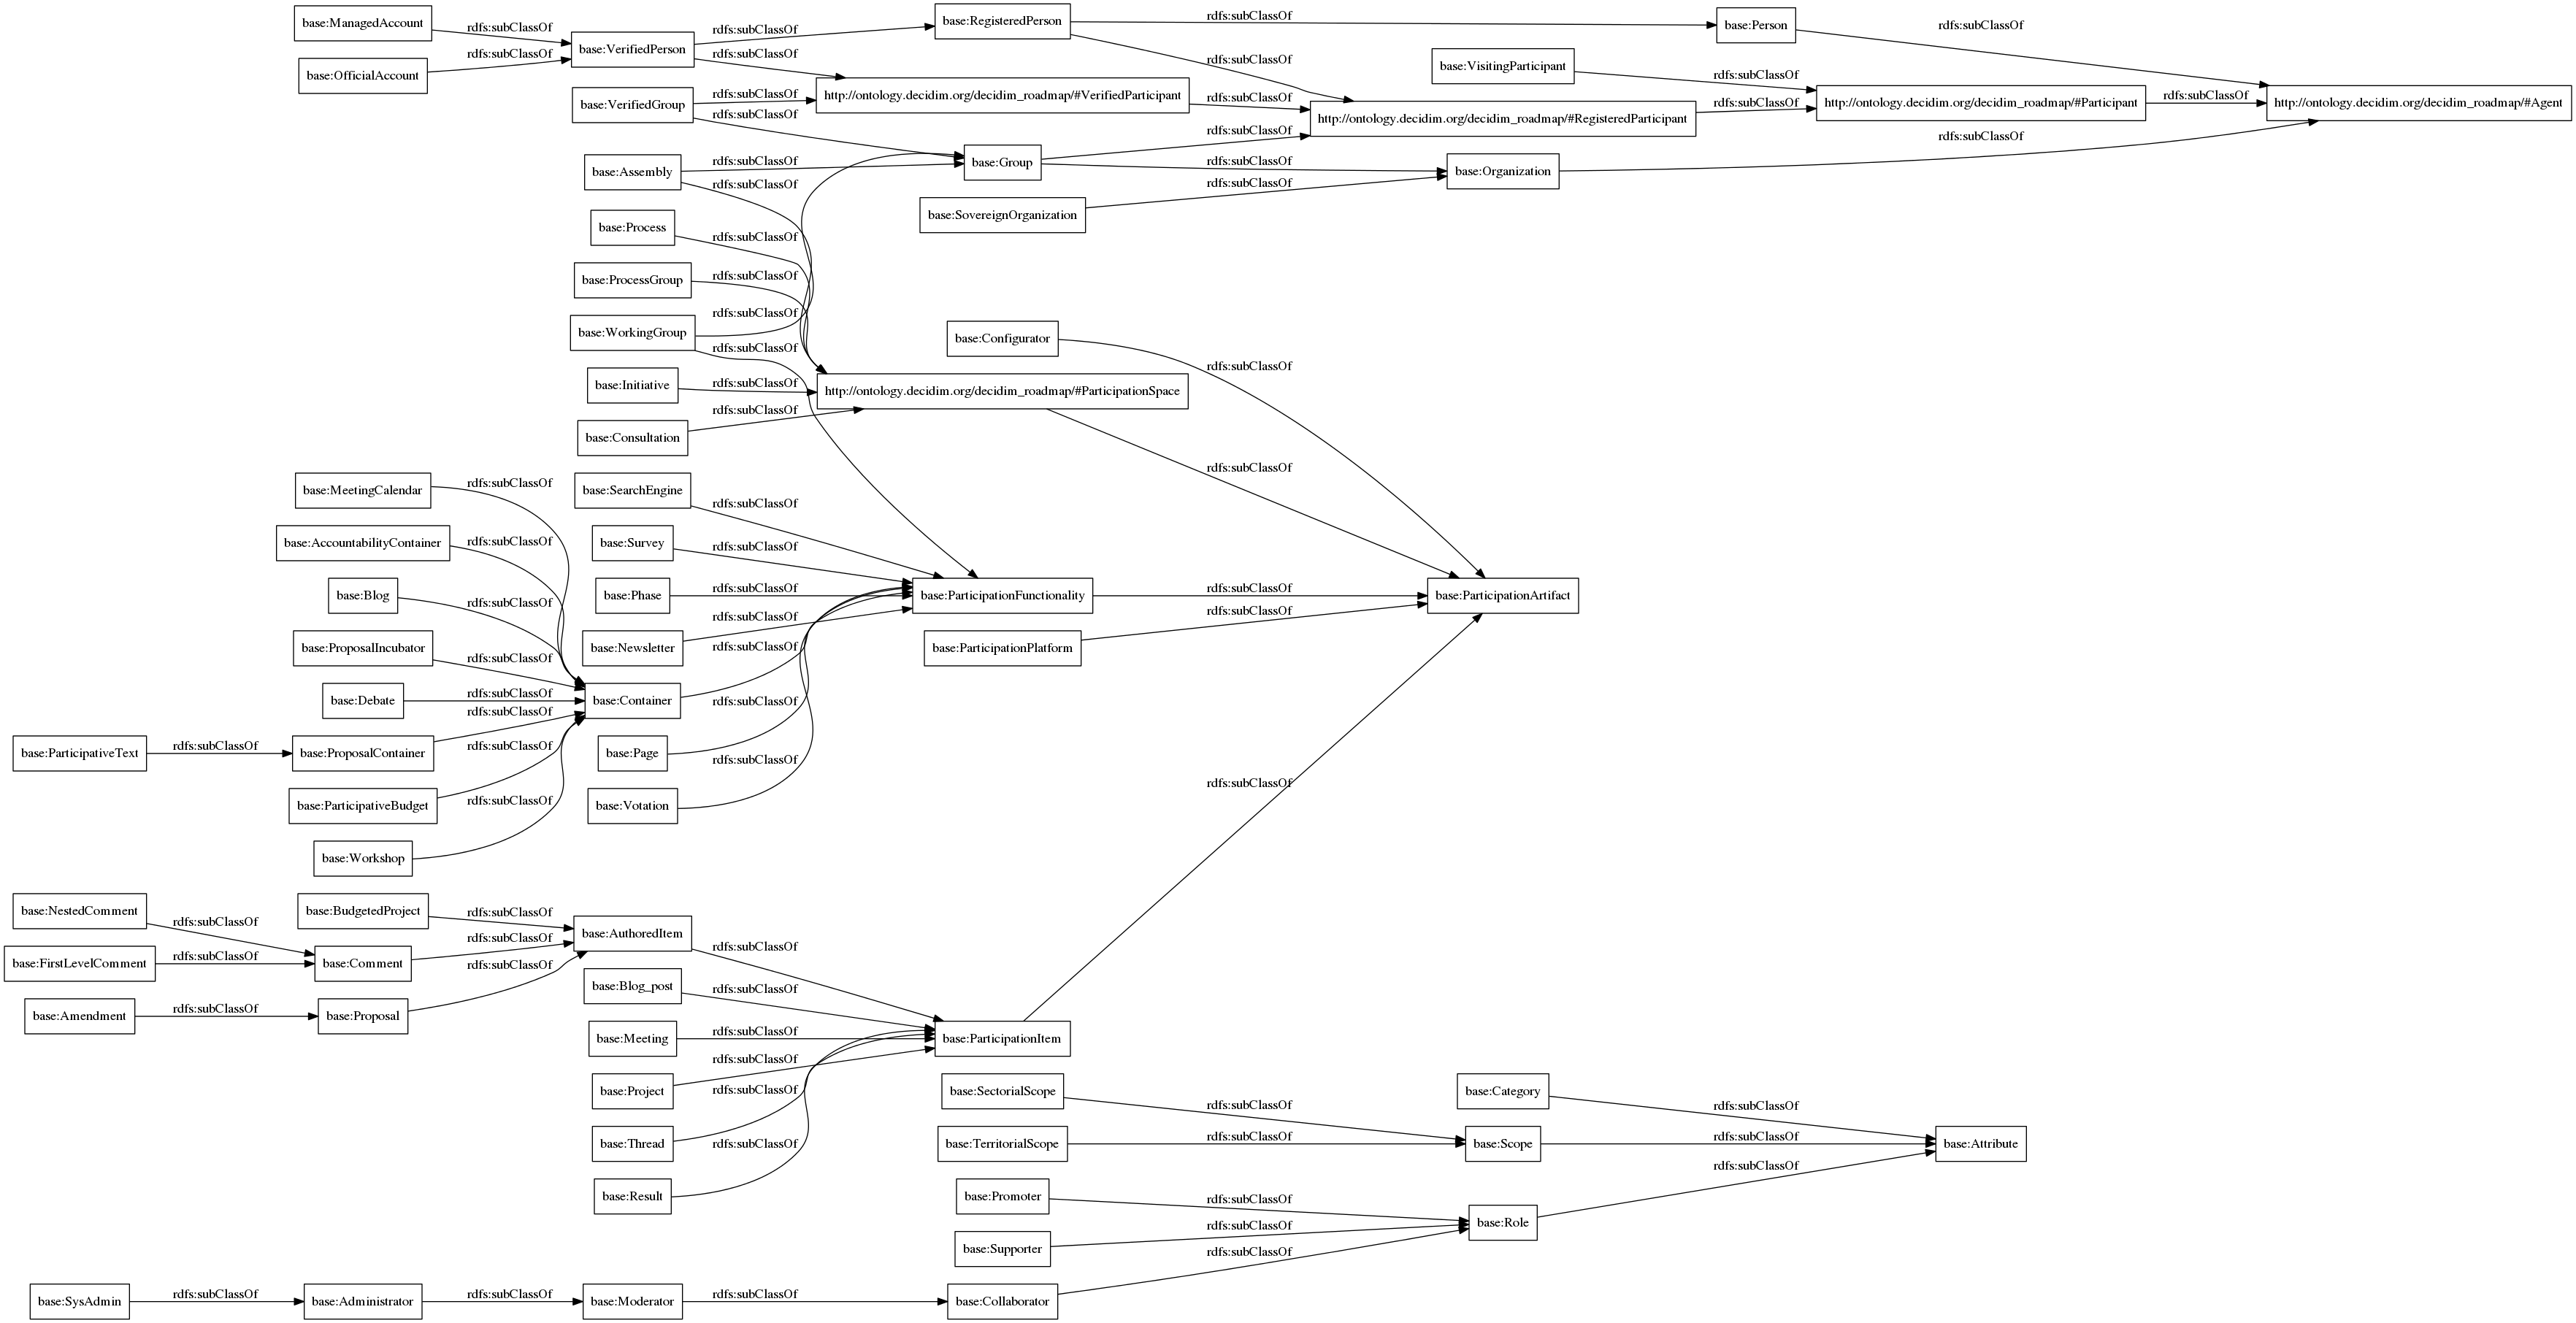 base:ManagedAccount
rdfs:subClassOf
base:OfficialAccount
rdfs:subClassOf
base:VerifiedPerson
rdfs:subClassOf
rdfs:subClassOf
base:RegisteredPerson
rdfs:subClassOf
rdfs:subClassOf
base:Person
rdfs:subClassOf
base:VerifiedGroup
rdfs:subClassOf
rdfs:subClassOf
http://ontology.decidim.org/decidim_roadmap/#VerifiedParticipant
rdfs:subClassOf
base:VisitingParticipant
rdfs:subClassOf
http://ontology.decidim.org/decidim_roadmap/#RegisteredParticipant
rdfs:subClassOf
http://ontology.decidim.org/decidim_roadmap/#Participant
rdfs:subClassOf
http://ontology.decidim.org/decidim_roadmap/#Agent
base:Assembly
rdfs:subClassOf
rdfs:subClassOf
base:Group
rdfs:subClassOf
rdfs:subClassOf
base:Organization
rdfs:subClassOf
base:SovereignOrganization
rdfs:subClassOf
base:Process
rdfs:subClassOf
base:ProcessGroup
rdfs:subClassOf
base:WorkingGroup
rdfs:subClassOf
rdfs:subClassOf
base:Configurator
rdfs:subClassOf
base:Initiative
rdfs:subClassOf
http://ontology.decidim.org/decidim_roadmap/#ParticipationSpace
rdfs:subClassOf
base:Consultation
rdfs:subClassOf
base:MeetingCalendar
rdfs:subClassOf
base:SearchEngine
rdfs:subClassOf
base:AccountabilityContainer
rdfs:subClassOf
base:Survey
rdfs:subClassOf
base:Blog
rdfs:subClassOf
base:Phase
rdfs:subClassOf
base:ParticipationFunctionality
rdfs:subClassOf
base:ParticipationArtifact
base:ProposalIncubator
rdfs:subClassOf
base:Newsletter
rdfs:subClassOf
base:ParticipationPlatform
rdfs:subClassOf
base:Debate
rdfs:subClassOf
base:Container
rdfs:subClassOf
base:ParticipativeText
rdfs:subClassOf
base:ProposalContainer
rdfs:subClassOf
base:Page
rdfs:subClassOf
base:ParticipativeBudget
rdfs:subClassOf
base:Votation
rdfs:subClassOf
base:Workshop
rdfs:subClassOf
base:NestedComment
rdfs:subClassOf
base:BudgetedProject
rdfs:subClassOf
base:AuthoredItem
rdfs:subClassOf
base:FirstLevelComment
rdfs:subClassOf
base:Comment
rdfs:subClassOf
base:Amendment
rdfs:subClassOf
base:Proposal
rdfs:subClassOf
base:Blog_post
rdfs:subClassOf
base:Meeting
rdfs:subClassOf
base:ParticipationItem
rdfs:subClassOf
base:Project
rdfs:subClassOf
base:Thread
rdfs:subClassOf
base:Result
rdfs:subClassOf
base:SectorialScope
rdfs:subClassOf
base:Category
rdfs:subClassOf
base:TerritorialScope
rdfs:subClassOf
base:Scope
rdfs:subClassOf
base:Attribute
base:Promoter
rdfs:subClassOf
base:Role
rdfs:subClassOf
base:Supporter
rdfs:subClassOf
base:SysAdmin
rdfs:subClassOf
base:Administrator
rdfs:subClassOf
base:Moderator
rdfs:subClassOf
base:Collaborator
rdfs:subClassOf